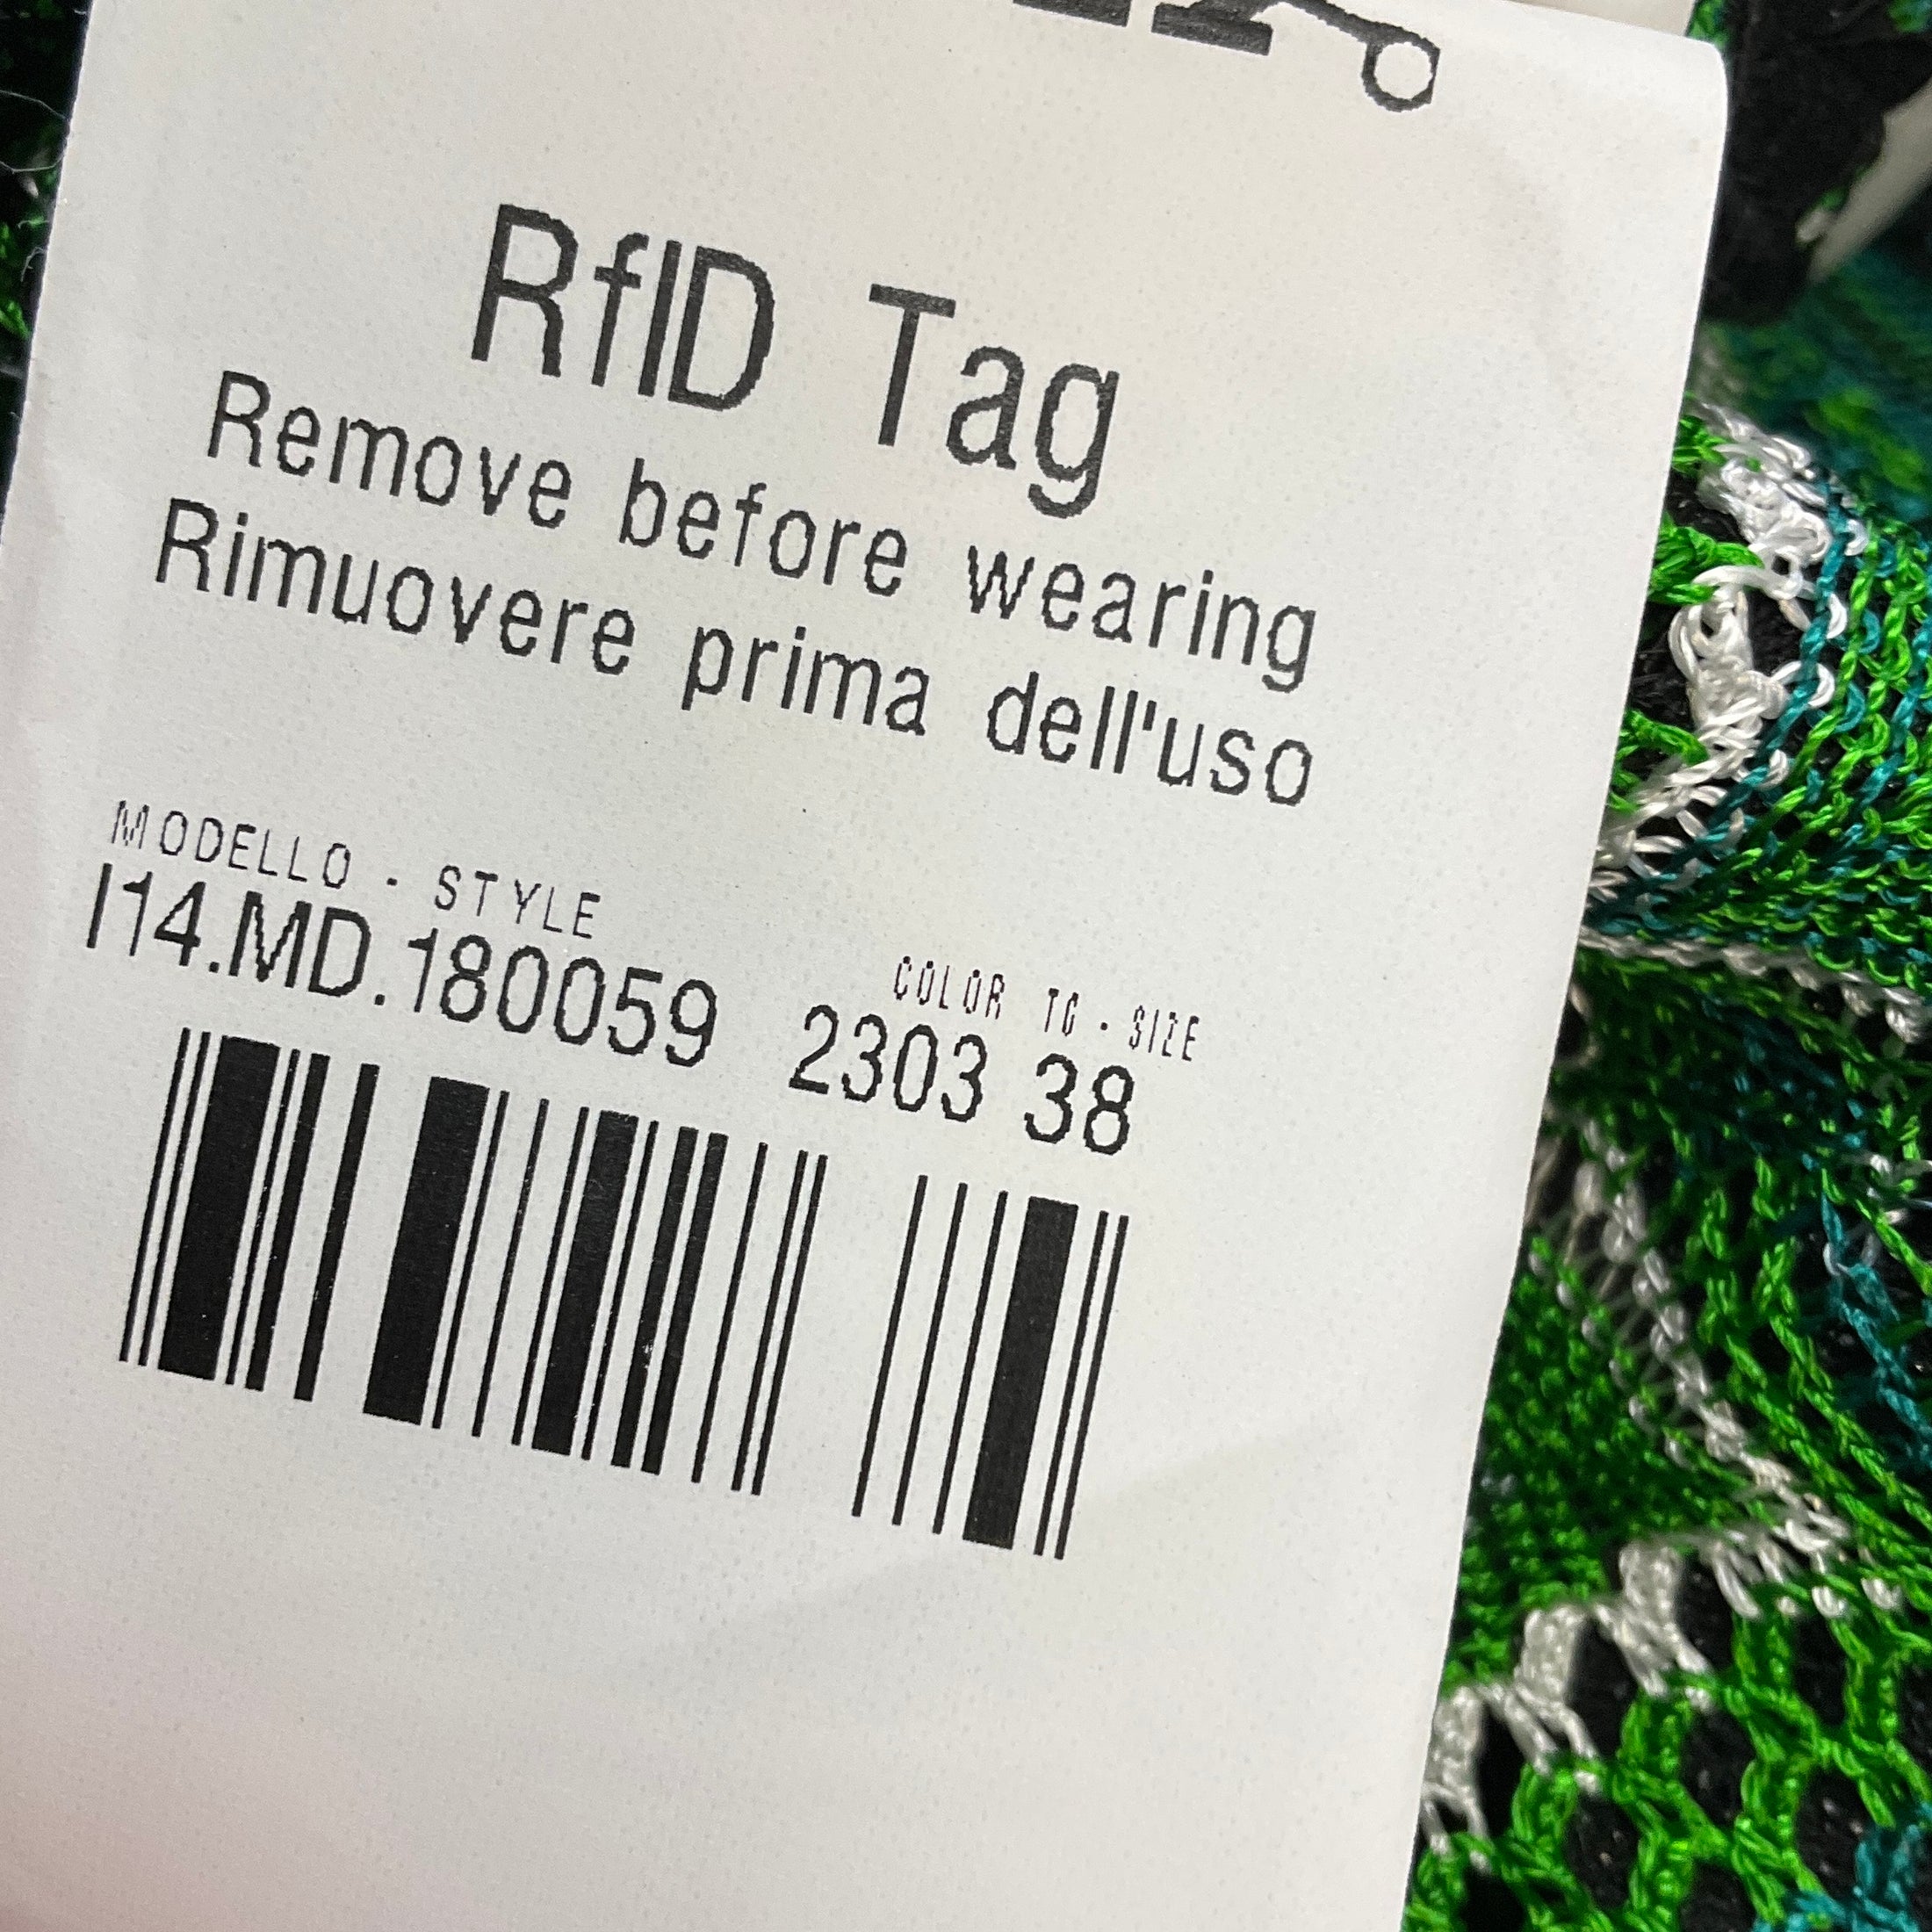 RfID Tag
Remove before wearing
Rimuovere prima dell'uso
MODELLO - STYLE
COLOR TG - SIZE
I14.MD.180059 2303 38